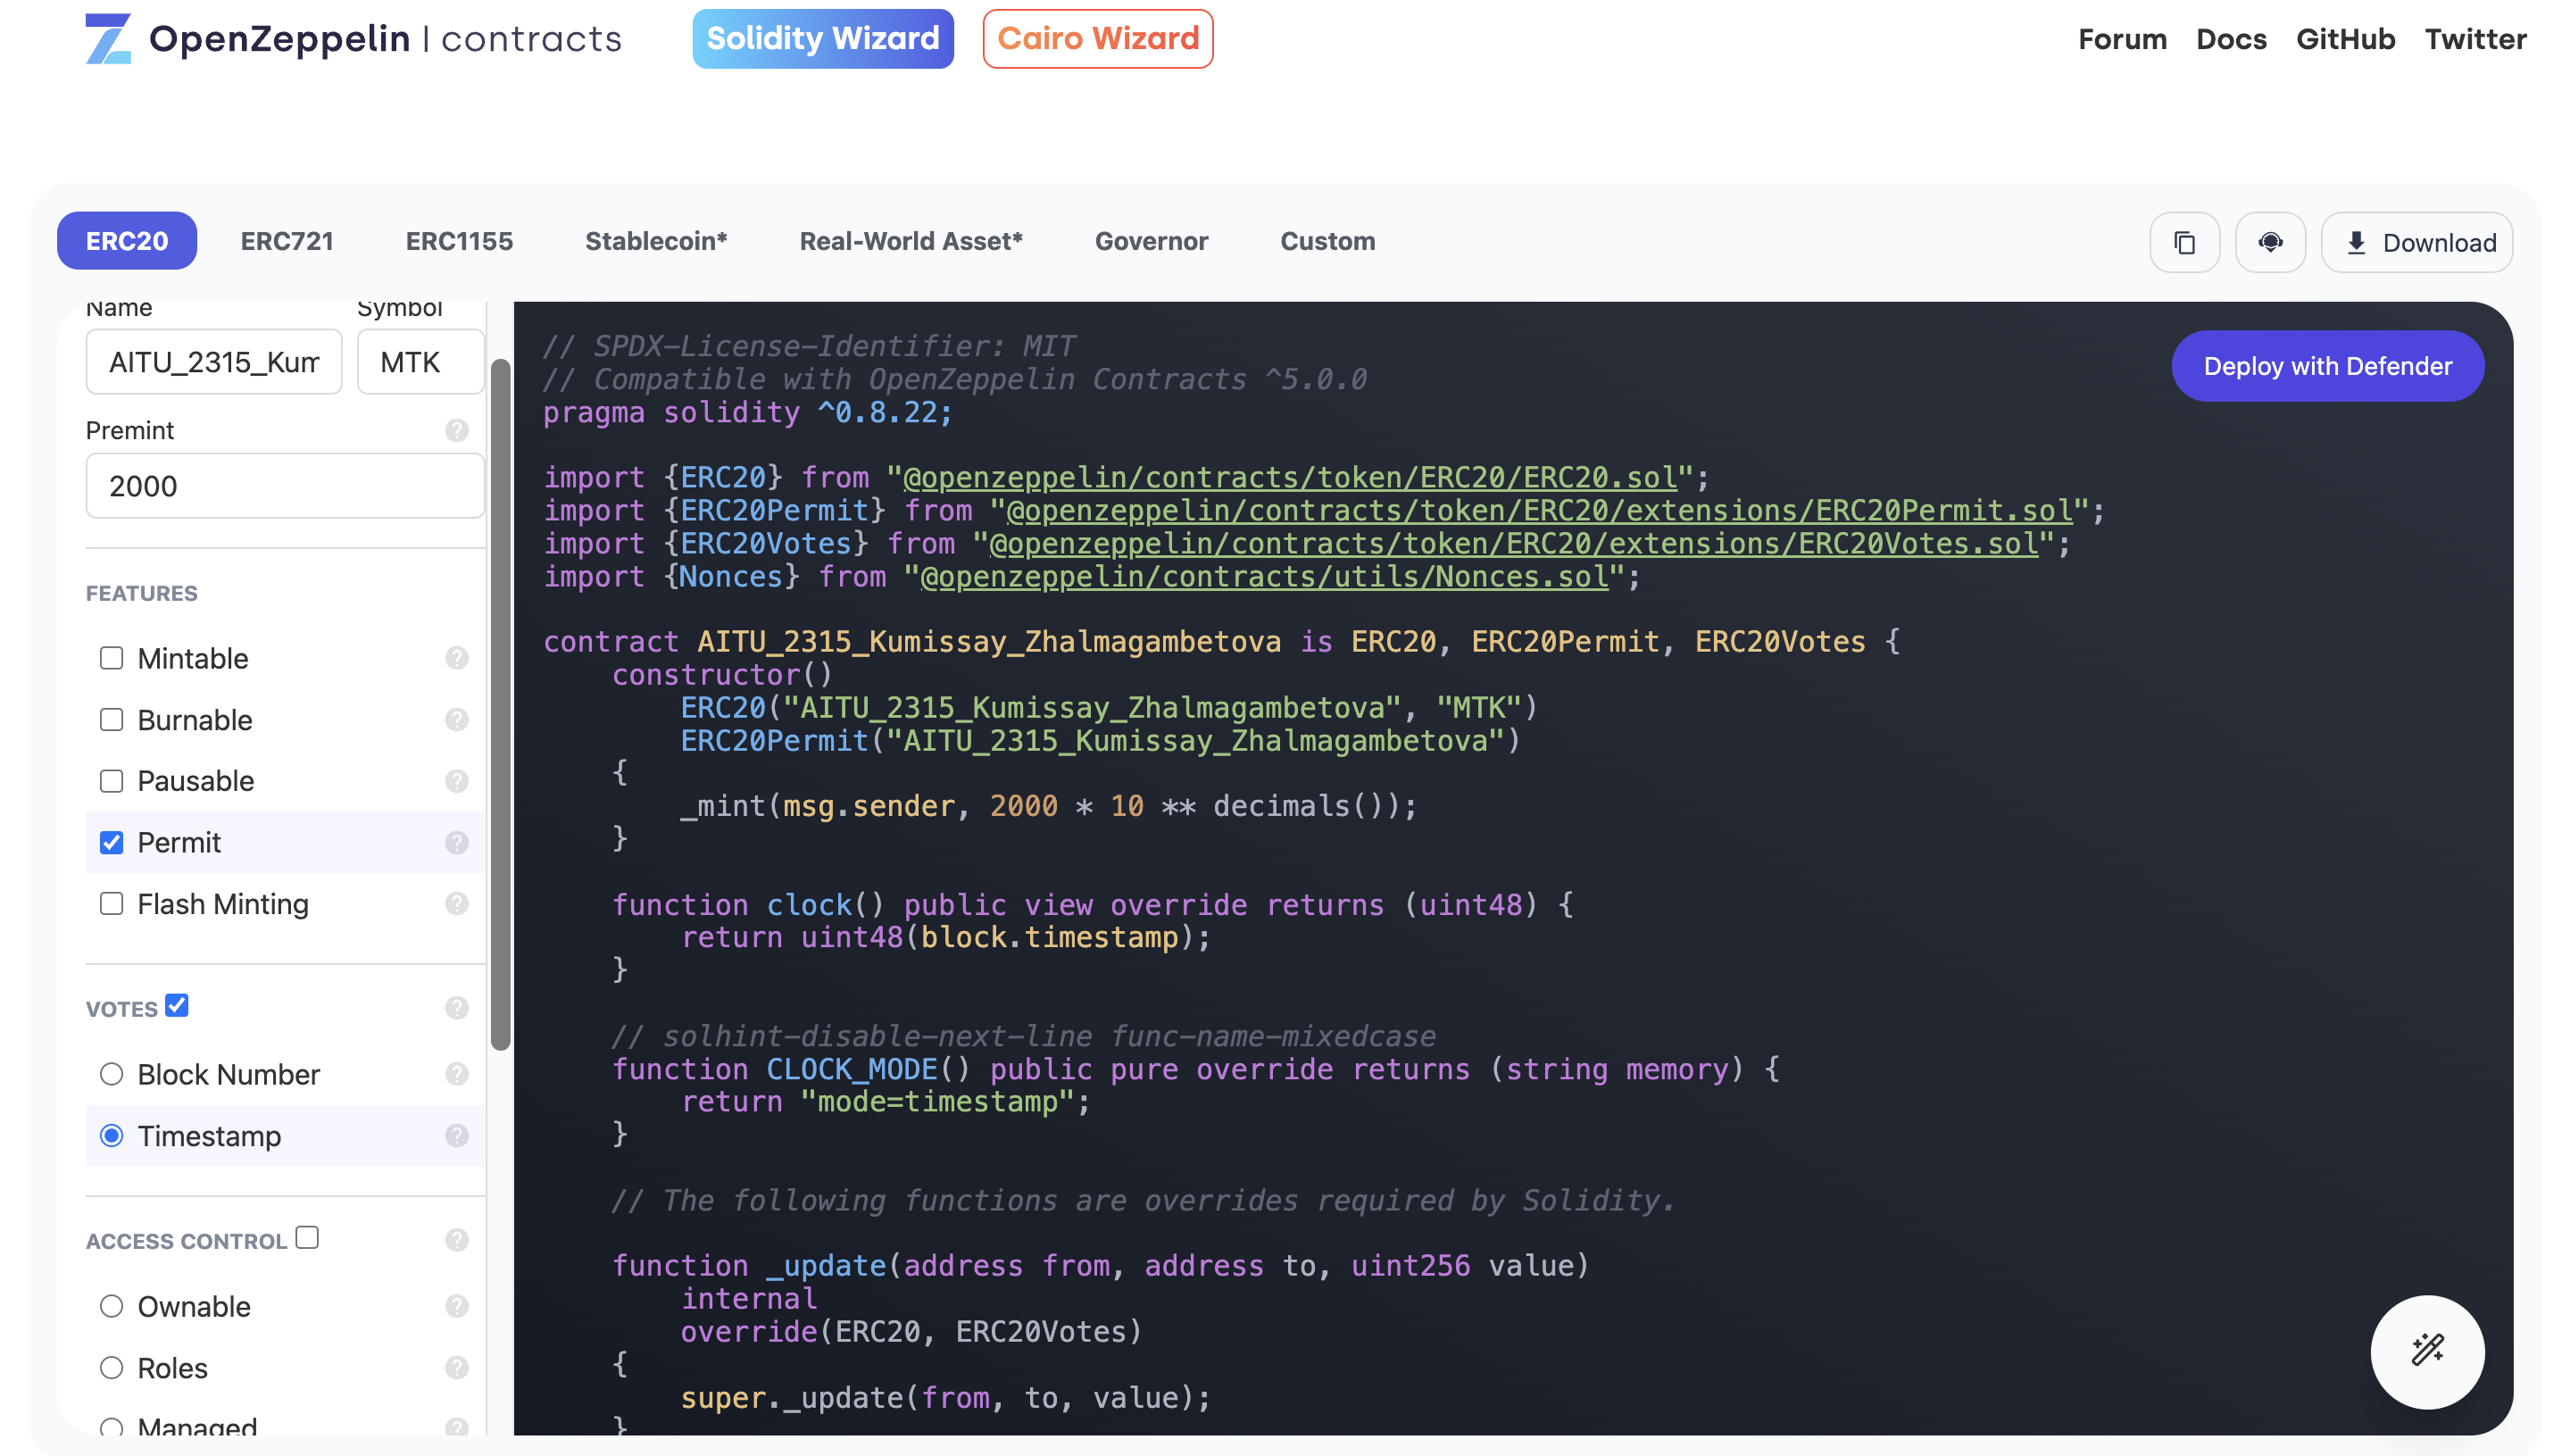 OpenZeppelin | contracts
Solidity Wizard
Cairo Wizard
Forum
Docs
GitHub
Twitter
ERC20
ERC721
ERC1155
Stablecoin*
Real-World Asset*
Governor
Custom
Download
Name
Symbol
AITU_2315_Kum
MTK
Premint
?
2000
FEATURES
Mintable ?
Burnable ?
Pausable ?
Permit ?
Flash Minting ?
VOTES ?
Block Number ?
Timestamp ?
ACCESS CONTROL ?
Ownable ?
Roles ?
Managed ?
Deploy with Defender
// SPDX-License-Identifier: MIT
// Compatible with OpenZeppelin Contracts ^5.0.0
pragma solidity ^0.8.22;
import {ERC20} from "@openzeppelin/contracts/token/ERC20/ERC20.sol";
import {ERC20Permit} from "@openzeppelin/contracts/token/ERC20/extensions/ERC20Permit.sol";
import {ERC20Votes} from "@openzeppelin/contracts/token/ERC20/extensions/ERC20Votes.sol";
import {Nonces} from "@openzeppelin/contracts/utils/Nonces.sol";
contract AITU_2315_Kumissay_Zhalmagambetova is ERC20, ERC20Permit, ERC20Votes {
constructor()
ERC20("AITU_2315_Kumissay_Zhalmagambetova", "MTK")
ERC20Permit("AITU_2315_Kumissay_Zhalmagambetova")
{
_mint(msg.sender, 2000 * 10 ** decimals());
}
function clock() public view override returns (uint48) {
return uint48(block.timestamp);
}
// solhint-disable-next-line func-name-mixedcase
function CLOCK_MODE() public pure override returns (string memory) {
return "mode=timestamp";
}
// The following functions are overrides required by Solidity.
function _update(address from, address to, uint256 value)
internal
override(ERC20, ERC20Votes)
{
super._update(from, to, value);
}